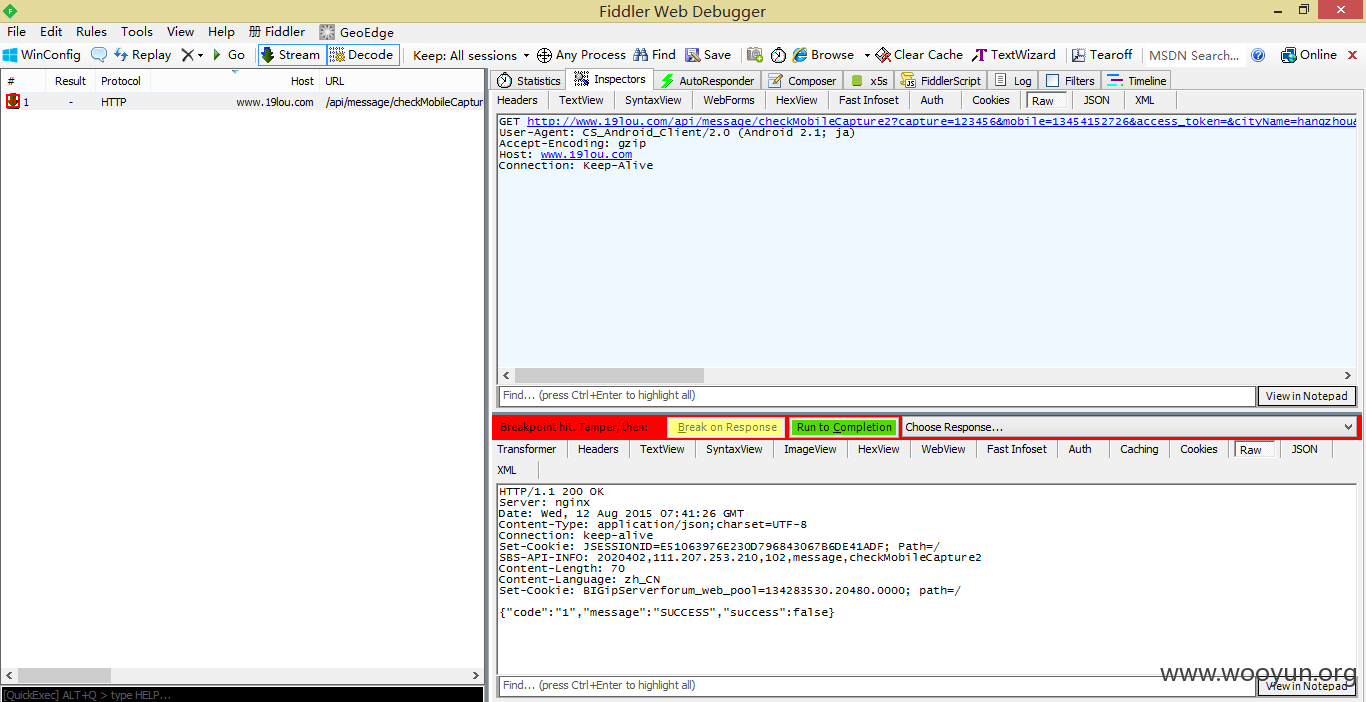 Fiddler Web Debugger
File Edit Rules Tools View Help Fiddler GeoEdge
WinConfig Replay Go Stream Decode Keep: All sessions Any Process Find Save Browse Clear Cache TextWizard Tearoff MSDN Search... Online
# Result Protocol Host URL
1 - HTTP www.19lou.com /api/message/checkMobileCaptur
Statistics Inspectors AutoResponder Composer x5s FiddlerScript Log Filters Timeline
Headers TextView SyntaxView WebForms HexView Fast Infoset Auth Cookies Raw JSON XML
GET http://www.19lou.com/api/message/checkMobileCapture2?capture=123456&mobile=13454152726&access_token=&cityName=hangzhou&
User-Agent: CS_Android_Client/2.0 (Android 2.1; ja)
Accept-Encoding: gzip
Host: www.19lou.com
Connection: Keep-Alive
Find... (press Ctrl+Enter to highlight all) View in Notepad
Breakpoint hit. Tamper, then: Break on Response Run to Completion Choose Response...
Transformer Headers TextView SyntaxView ImageView HexView WebView Fast Infoset Auth Caching Cookies Raw JSON
XML
HTTP/1.1 200 OK
Server: nginx
Date: Wed, 12 Aug 2015 07:41:26 GMT
Content-Type: application/json;charset=UTF-8
Connection: keep-alive
Set-Cookie: JSESSIONID=E51063976E230D796843067B6DE41ADF; Path=/
SBS-API-INFO: 2020402,111.207.253.210,102,message,checkMobileCapture2
Content-Length: 70
Content-Language: zh_CN
Set-Cookie: BIGipServerforum_web_pool=134283530.20480.0000; path=/
{"code":"1","message":"SUCCESS","success":false}
www.wooyun.org
Find... (press Ctrl+Enter to highlight all) View in Notepad
[QuickExec] ALT+Q > type HELP...